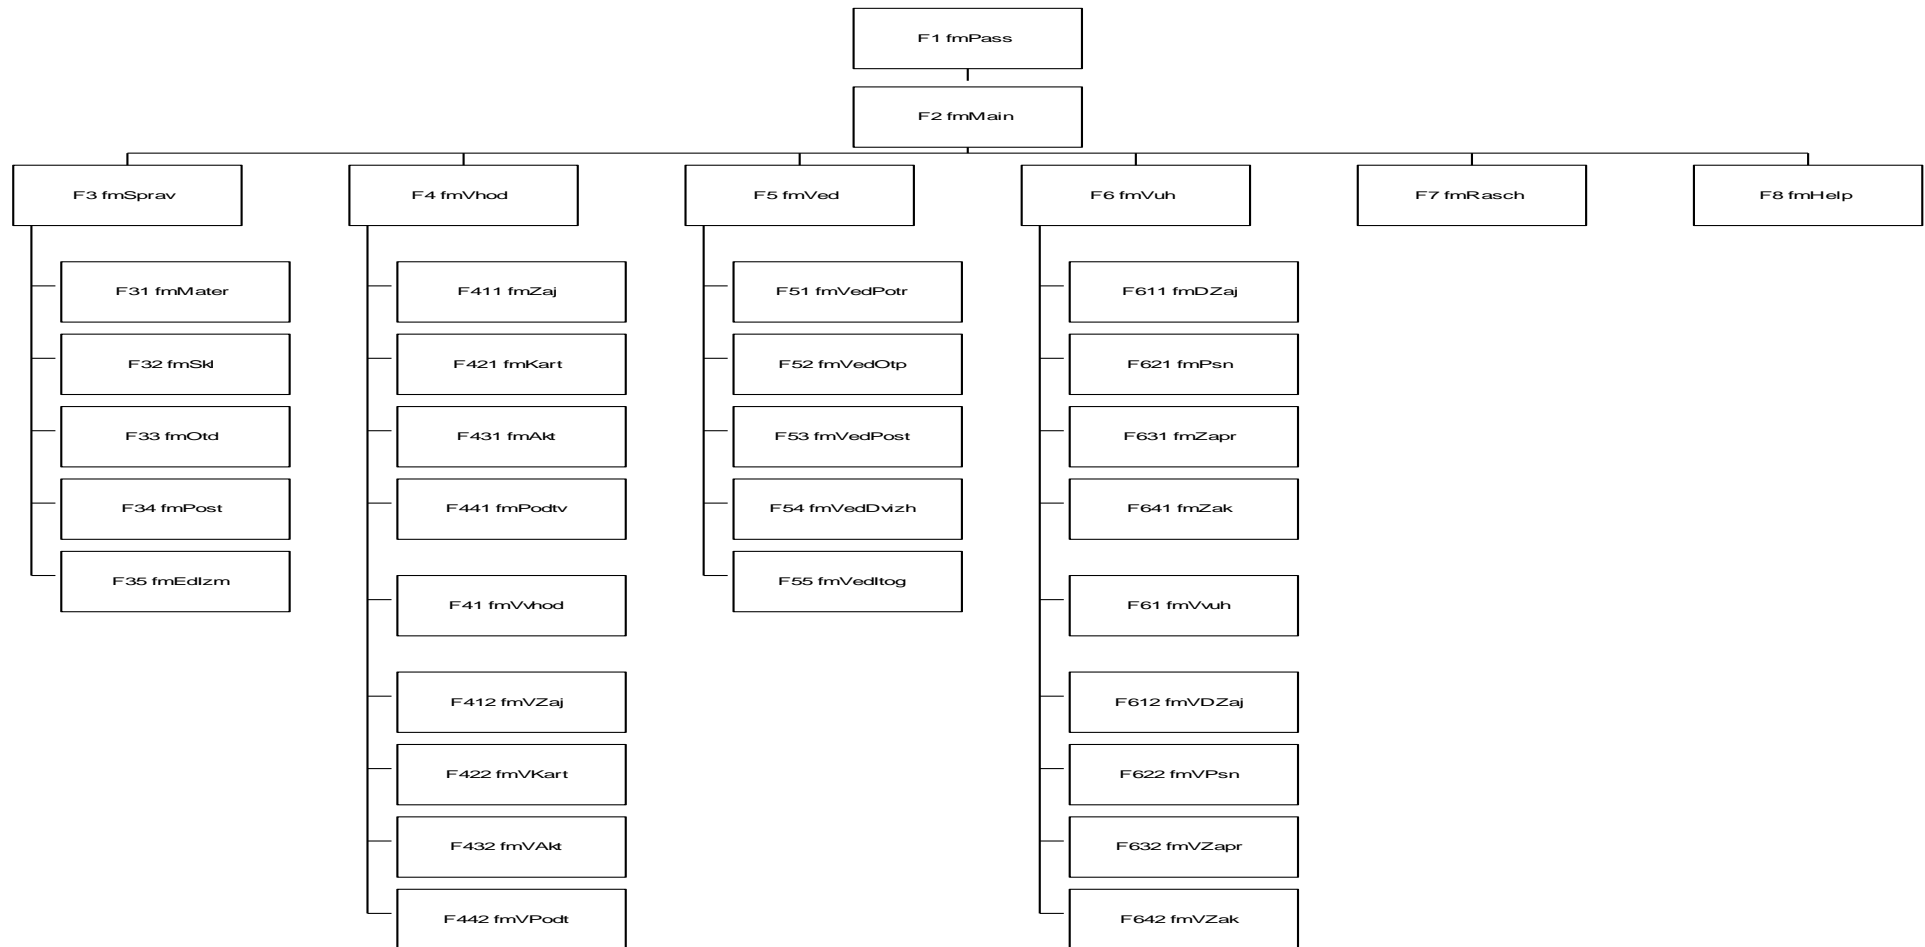 F1 fmPass
F2 fmMain
F3 fmSprav
F4 fmVhod
F5 fmVed
F6 fmVuh
F7 fmRasch
F8 fmHelp
F31 fmMater
F32 fmSkl
F33 fmOtd
F34 fmPost
F35 fmEdIzm
F411 fmZaj
F421 fmKart
F431 fmAkt
F441 fmPodtv
F41 fmVvhod
F412 fmVZaj
F422 fmVKart
F432 fmVAkt
F442 fmVPodt
F51 fmVedPotr
F52 fmVedOtp
F53 fmVedPost
F54 fmVedDvizh
F55 fmVedItog
F611 fmDZaj
F621 fmPsn
F631 fmZapr
F641 fmZak
F61 fmVvuh
F612 fmVDZaj
F622 fmVPsn
F632 fmVZapr
F642 fmVZak